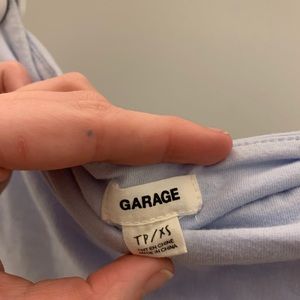 GARAGE
TP/XS
FAIT EN CHINE
MADE IN CHINA